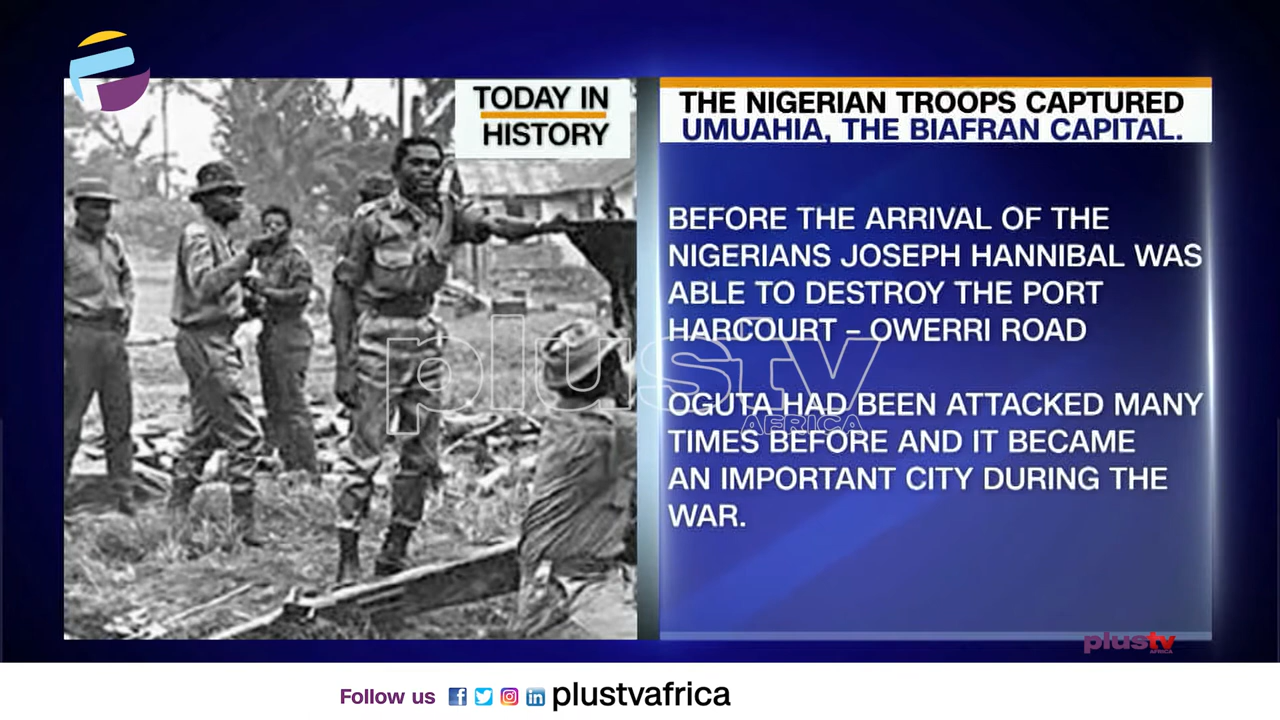 TODAY IN
HISTORY
THE NIGERIAN TROOPS CAPTURED
UMUAHIA, THE BIAFRAN CAPITAL.
BEFORE THE ARRIVAL OF THE
NIGERIANS JOSEPH HANNIBAL WAS
ABLE TO DESTROY THE PORT
HARCOURT – OWERRI ROAD
OGUTA HAD BEEN ATTACKED MANY
TIMES BEFORE AND IT BECAME
AN IMPORTANT CITY DURING THE
WAR.
plustv
AFRICA
plustv
AFRICA
Follow us plustvafrica